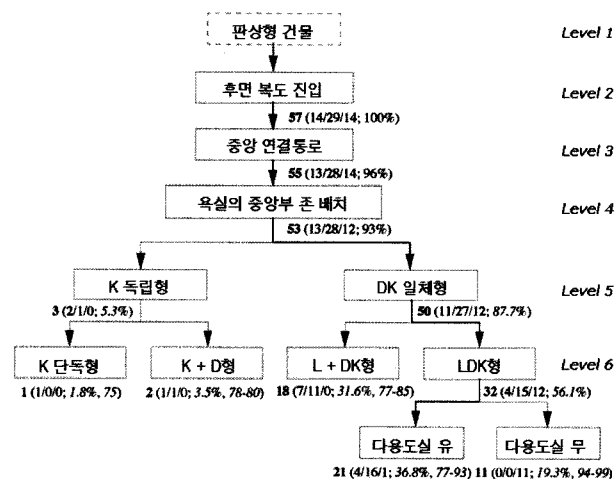 판상형 건물
Level 1
후면 복도 진입
Level 2
57 (14/29/14; 100%)
중앙 연결통로
Level 3
55 (13/28/14; 96%)
욕실의 중앙부 존 배치
Level 4
53 (13/28/12; 93%)
K 독립형
DK 일체형
Level 5
3 (2/1/0; 5.3%)
50 (11/27/12; 87.7%)
K 단독형
K + D형
L + DK형
LDK형
Level 6
1 (1/0/0; 1.8%, 75)
2 (1/1/0; 3.5%, 78-80)
18 (7/11/0; 31.6%, 77-85)
32 (4/15/12; 56.1%)
다용도실 유
다용도실 무
21 (4/16/1; 36.8%, 77-93)
11 (0/0/11; 19.3%, 94-99)